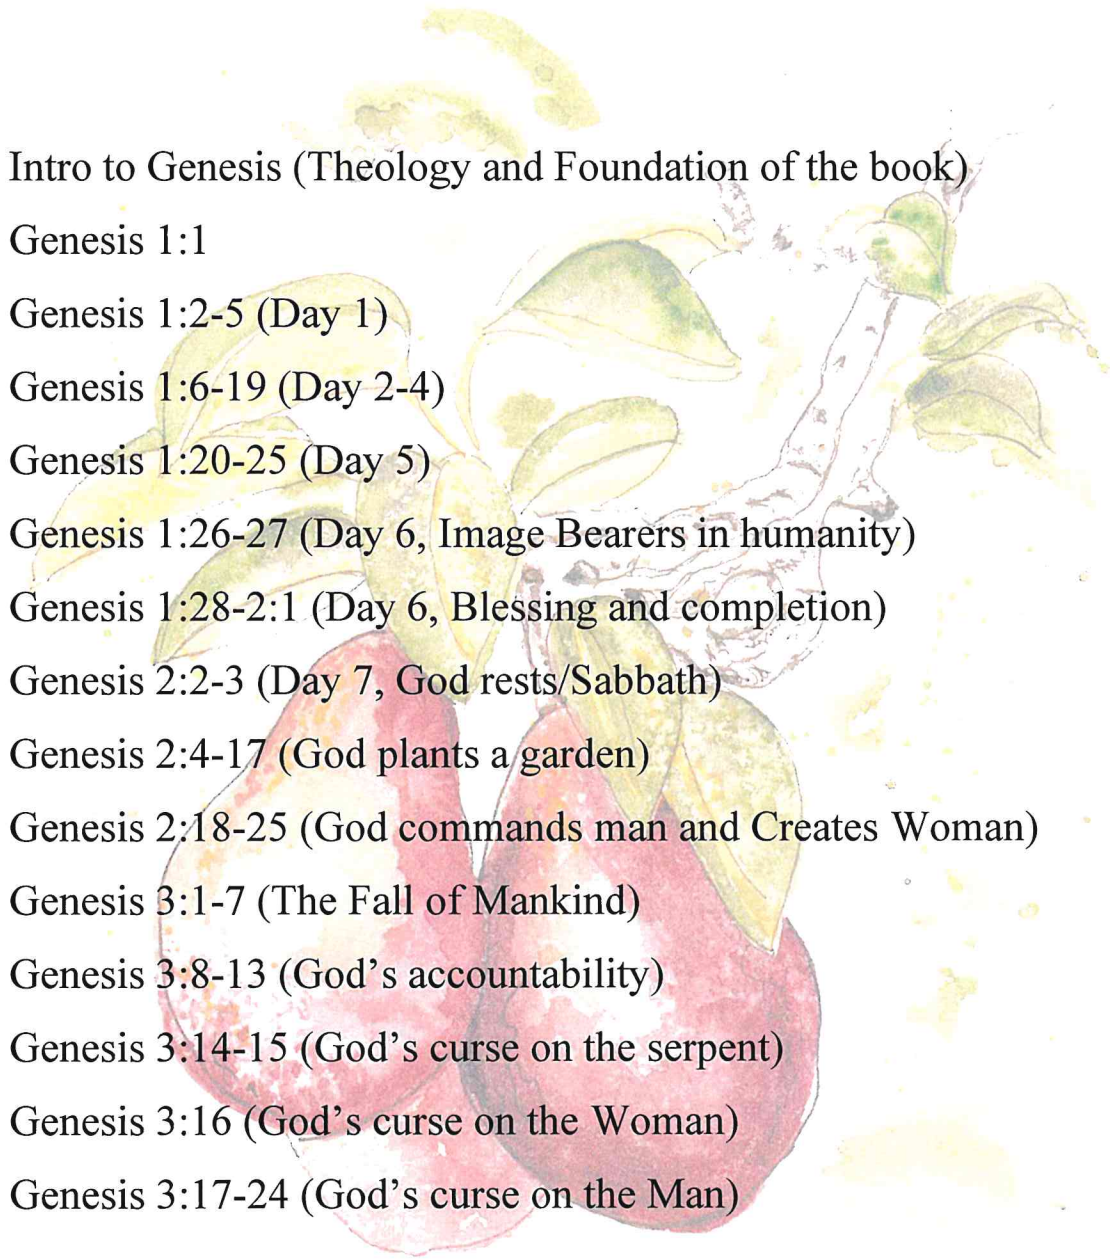 Intro to Genesis (Theology and Foundation of the book)
Genesis 1:1
Genesis 1:2-5 (Day 1)
Genesis 1:6-19 (Day 2-4)
Genesis 1:20-25 (Day 5)
Genesis 1:26-27 (Day 6, Image Bearers in humanity)
Genesis 1:28-2:1 (Day 6, Blessing and completion)
Genesis 2:2-3 (Day 7, God rests/Sabbath)
Genesis 2:4-17 (God plants a garden)
Genesis 2:18-25 (God commands man and Creates Woman)
Genesis 3:1-7 (The Fall of Mankind)
Genesis 3:8-13 (God’s accountability)
Genesis 3:14-15 (God’s curse on the serpent)
Genesis 3:16 (God’s curse on the Woman)
Genesis 3:17-24 (God’s curse on the Man)